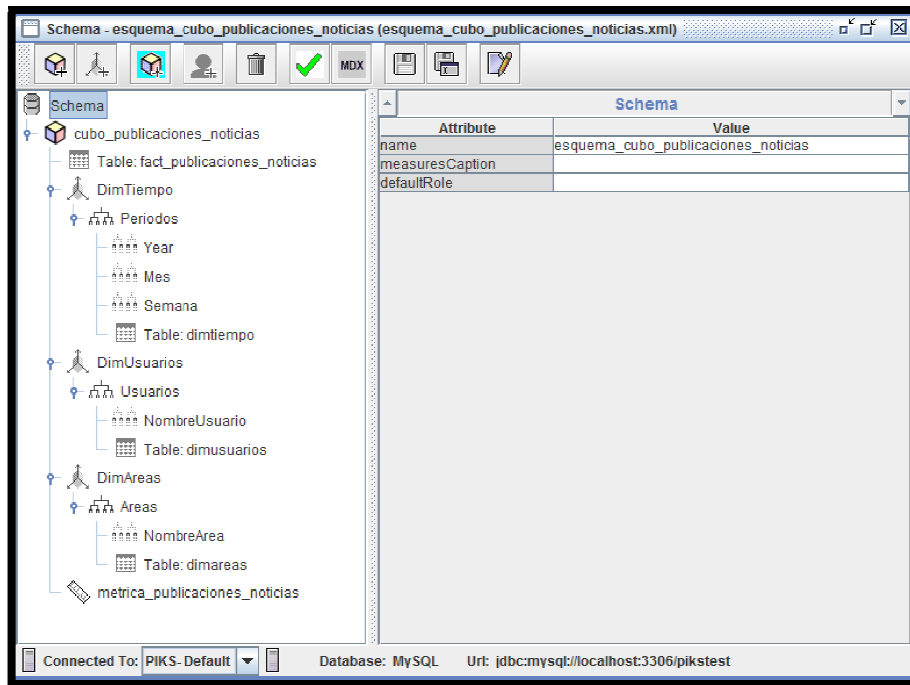 Schema - esquema_cubo_publicaciones_noticias (esquema_cubo_publicaciones_noticias.xml)
MDX
Schema
cubo_publicaciones_noticias
Table: fact_publicaciones_noticias
DimTiempo
Periodos
Year
Mes
Semana
Table: dimtiempo
DimUsuarios
Usuarios
NombreUsuario
Table: dimusuarios
DimAreas
Areas
NombreArea
Table: dimareas
metrica_publicaciones_noticias
Schema
Attribute Value
name esquema_cubo_publicaciones_noticias
measuresCaption
defaultRole
Connected To: PIKS- Default Database: MySQL Url: jdbc:mysql://localhost:3306/pikstest